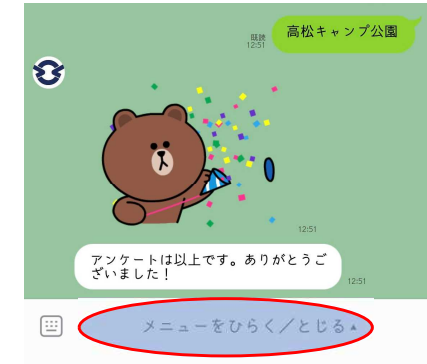 高松キャンプ公園
既読
12:51
12:51
アンケートは以上です。ありがとうご
ざいました！
12:51
メニューをひらく／とじる▲